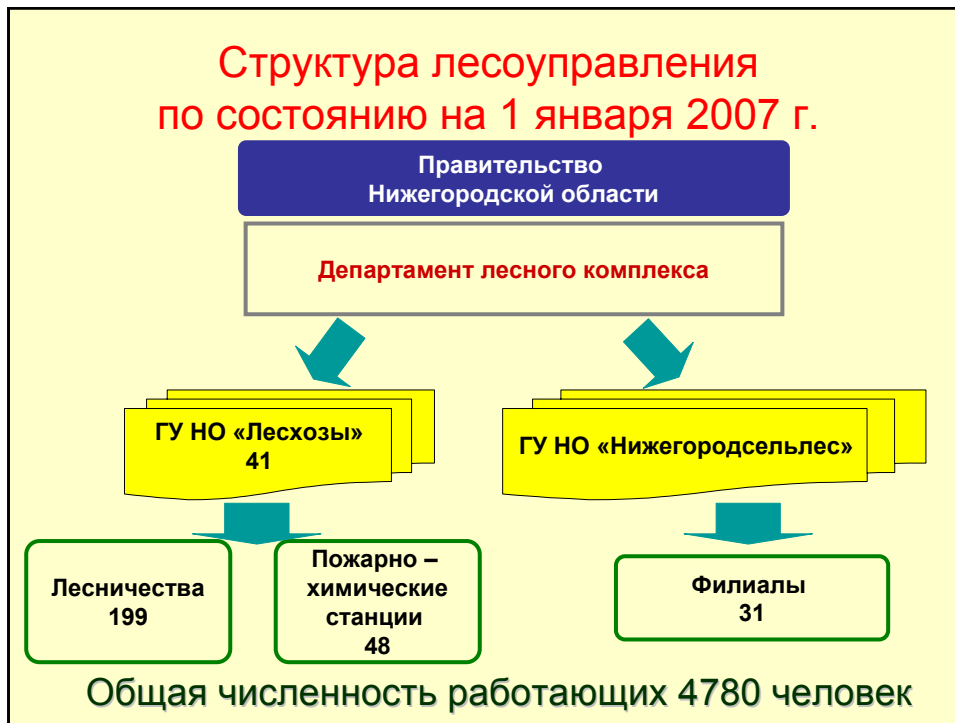 Структура лесоуправления
по состоянию на 1 января 2007 г.
Правительство
Нижегородской области
Департамент лесного комплекса
ГУ НО «Лесхозы»
41
ГУ НО «Нижегородсельлес»
Лесничества
199
Пожарно –
химические
станции
48
Филиалы
31
Общая численность работающих 4780 человек